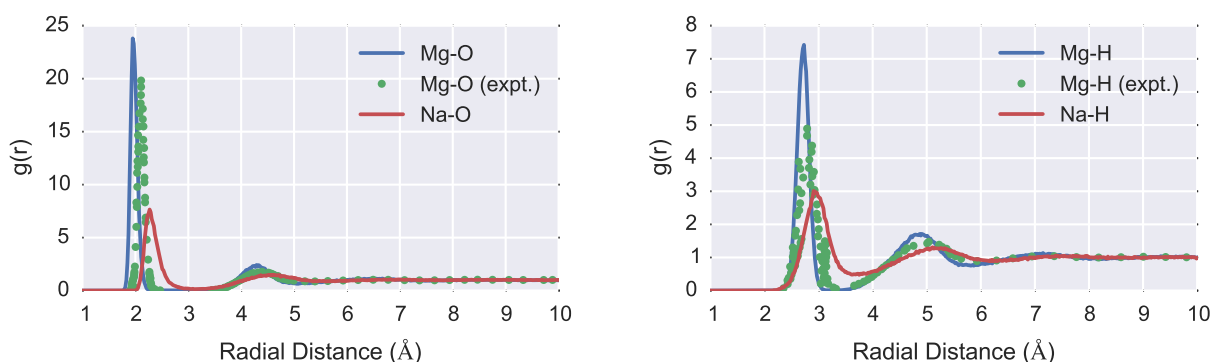 25
20
15
10
5
0
g(r)
Mg-O
Mg-O (expt.)
Na-O
1 2 3 4 5 6 7 8 9 10
Radial Distance (Å)
8
7
6
5
4
3
2
1
0
g(r)
Mg-H
Mg-H (expt.)
Na-H
1 2 3 4 5 6 7 8 9 10
Radial Distance (Å)